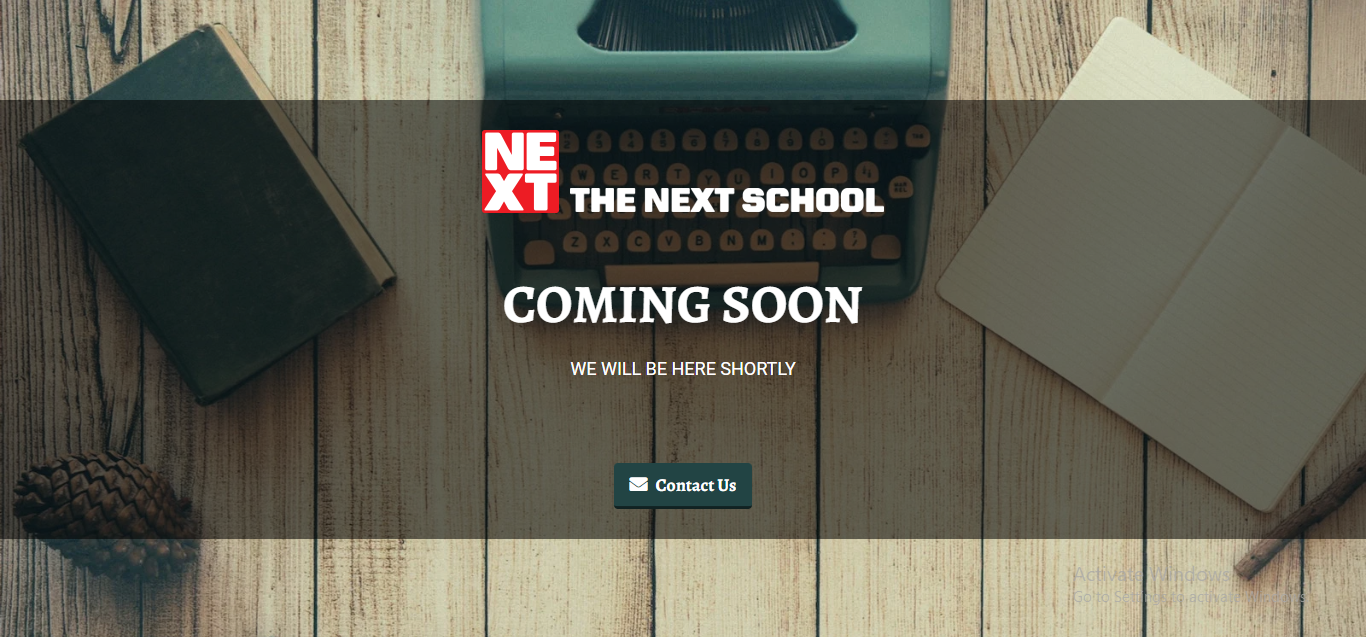 NE
XT
THE NEXT SCHOOL
W E R T Y U I O P
Z X C V B N M
COMING SOON
WE WILL BE HERE SHORTLY
Contact Us
Activate Windows
Go to Settings to activate